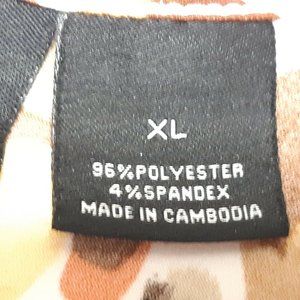 XL
96%POLYESTER
4%SPANDEX
MADE IN CAMBODIA